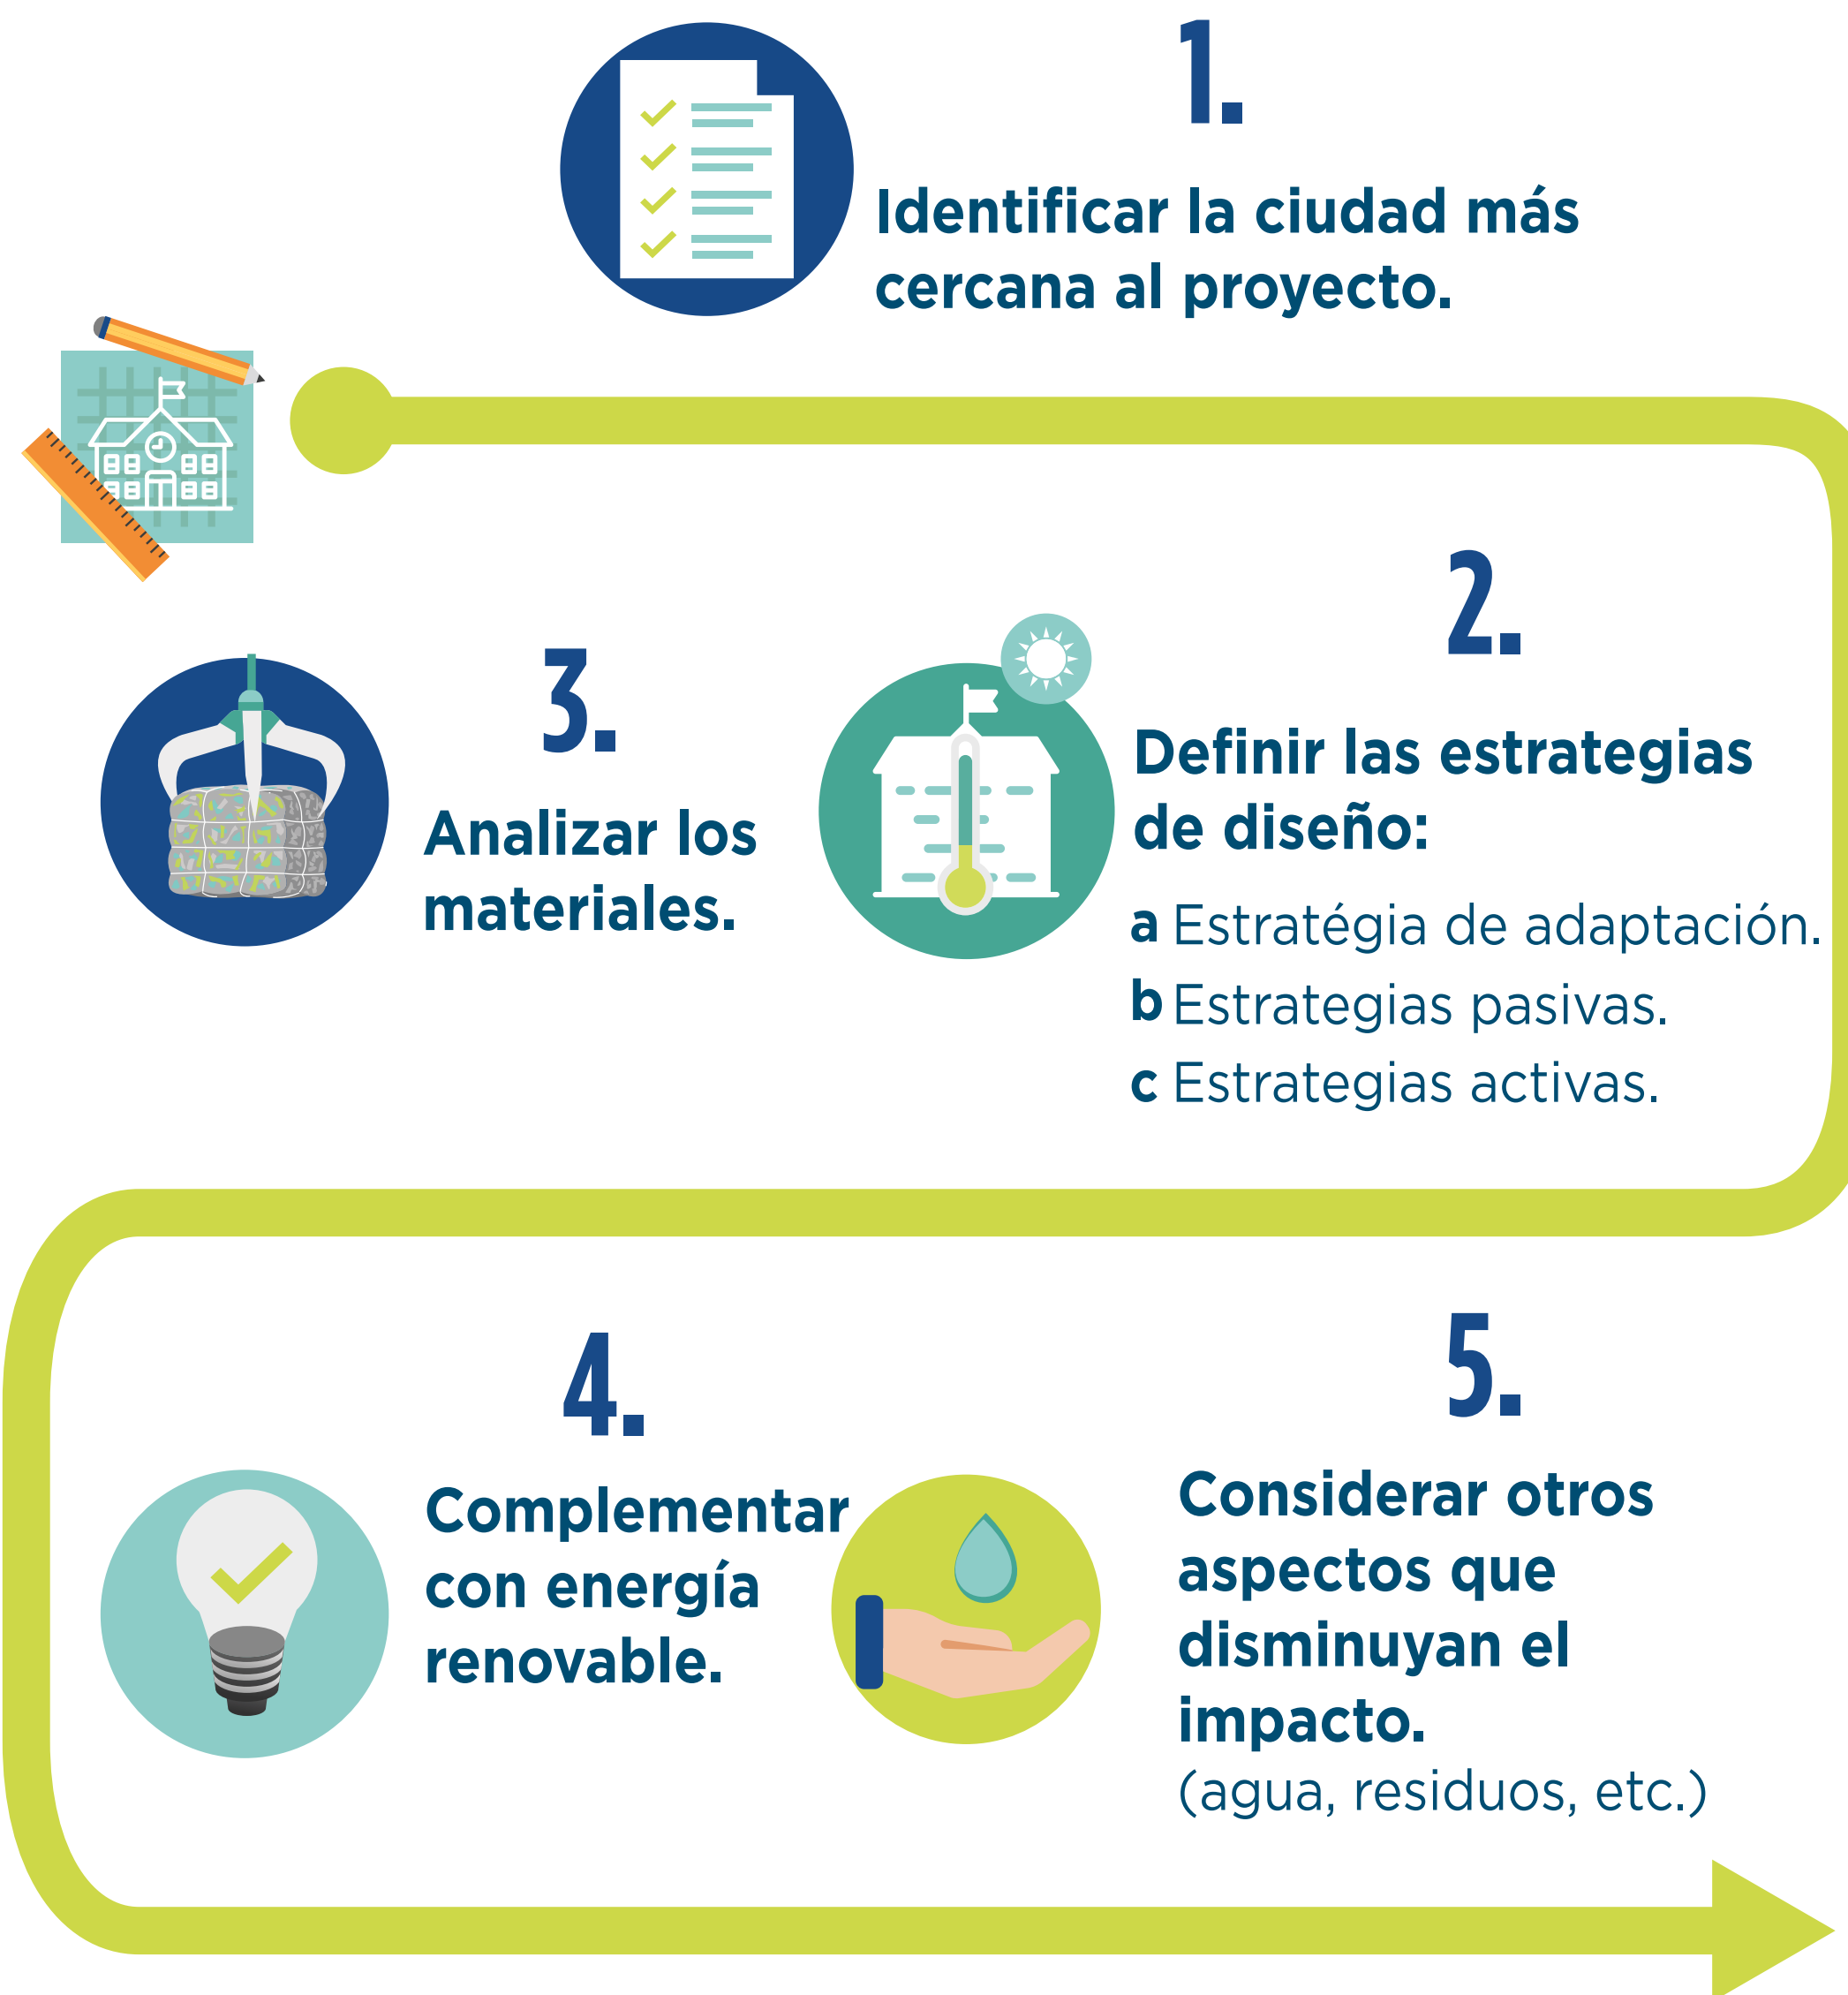 1.
Identificar la ciudad más
cercana al proyecto.
2.
Definir las estrategias
de diseño:
a Estratégia de adaptación.
b Estrategias pasivas.
c Estrategias activas.
3.
Analizar los
materiales.
4.
Complementar
con energía
renovable.
5.
Considerar otros
aspectos que
disminuyan el
impacto.
(agua, residuos, etc.)